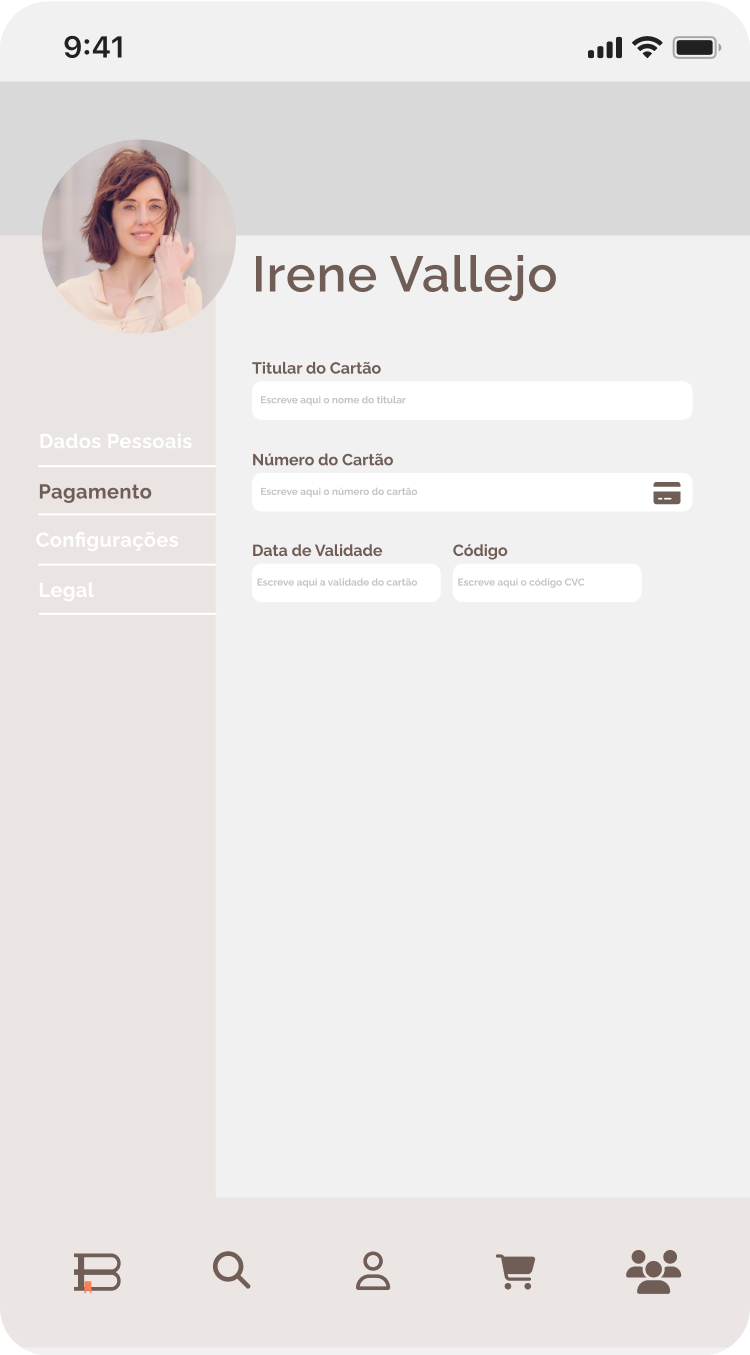 9:41
Irene Vallejo
Titular do Cartão
Escreve aqui o nome do titular
Dados Pessoais
Número do Cartão
Pagamento
Escreve aqui o número do cartão
Configurações
Data de Validade Código
Escreve aqui a validade do cartão Escreve aqui o código CVC
Legal